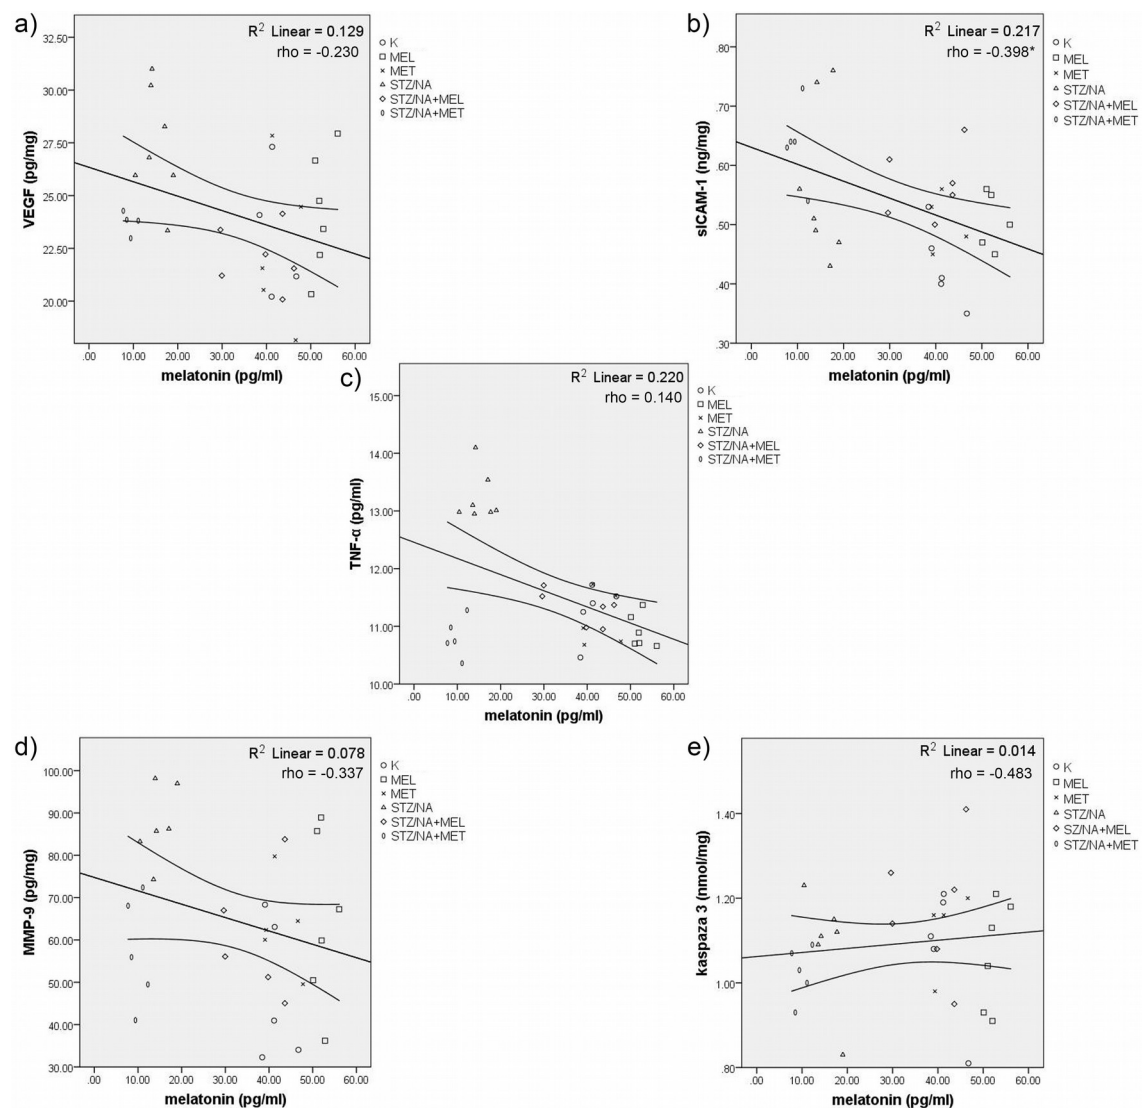 a)
R² Linear = 0.129
rho = -0.230
K
MEL
MET
STZ/NA
STZ/NA+MEL
STZ/NA+MET
VEGF (pg/mg)
32.50
30.00
27.50
25.00
22.50
20.00
.00 10.00 20.00 30.00 40.00 50.00 60.00
melatonin (pg/ml)
b)
R² Linear = 0.217
rho = -0.398*
K
MEL
MET
STZ/NA
STZ/NA+MEL
STZ/NA+MET
sICAM-1 (ng/mg)
.80
.70
.60
.50
.40
.30
.00 10.00 20.00 30.00 40.00 50.00 60.00
melatonin (pg/ml)
c)
R² Linear = 0.220
rho = 0.140
K
MEL
MET
STZ/NA
STZ/NA+MEL
STZ/NA+MET
TNF-α (pg/ml)
15.00
14.00
13.00
12.00
11.00
10.00
.00 10.00 20.00 30.00 40.00 50.00 60.00
melatonin (pg/ml)
d)
R² Linear = 0.078
rho = -0.337
K
MEL
MET
STZ/NA
STZ/NA+MEL
STZ/NA+MET
MMP-9 (pg/mg)
100.00
90.00
80.00
70.00
60.00
50.00
40.00
30.00
.00 10.00 20.00 30.00 40.00 50.00 60.00
melatonin (pg/ml)
e)
R² Linear = 0.014
rho = -0.483
K
MEL
MET
STZ/NA
SZ/NA+MEL
STZ/NA+MET
kaspaza 3 (nmol/mg)
1.40
1.20
1.00
.80
.00 10.00 20.00 30.00 40.00 50.00 60.00
melatonin (pg/ml)